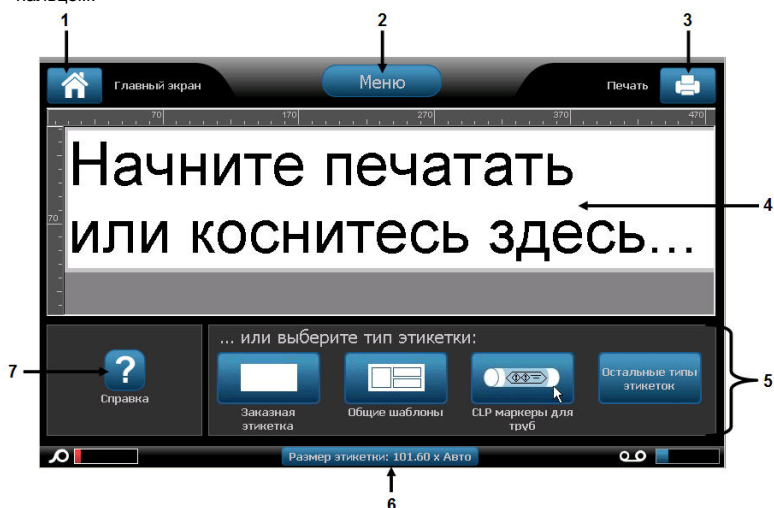 1 2 3
Главный экран Меню Печать
70 170 270 370 470
Начните печатать
70
или коснитесь здесь...
4
... или выберите тип этикетки:
7 ? 5
Справка
Остальные типы
этикеток
Заказная
этикетка
Общие шаблоны
CLP маркеры для
труб
Размер этикетки: 101.60 x Авто
6